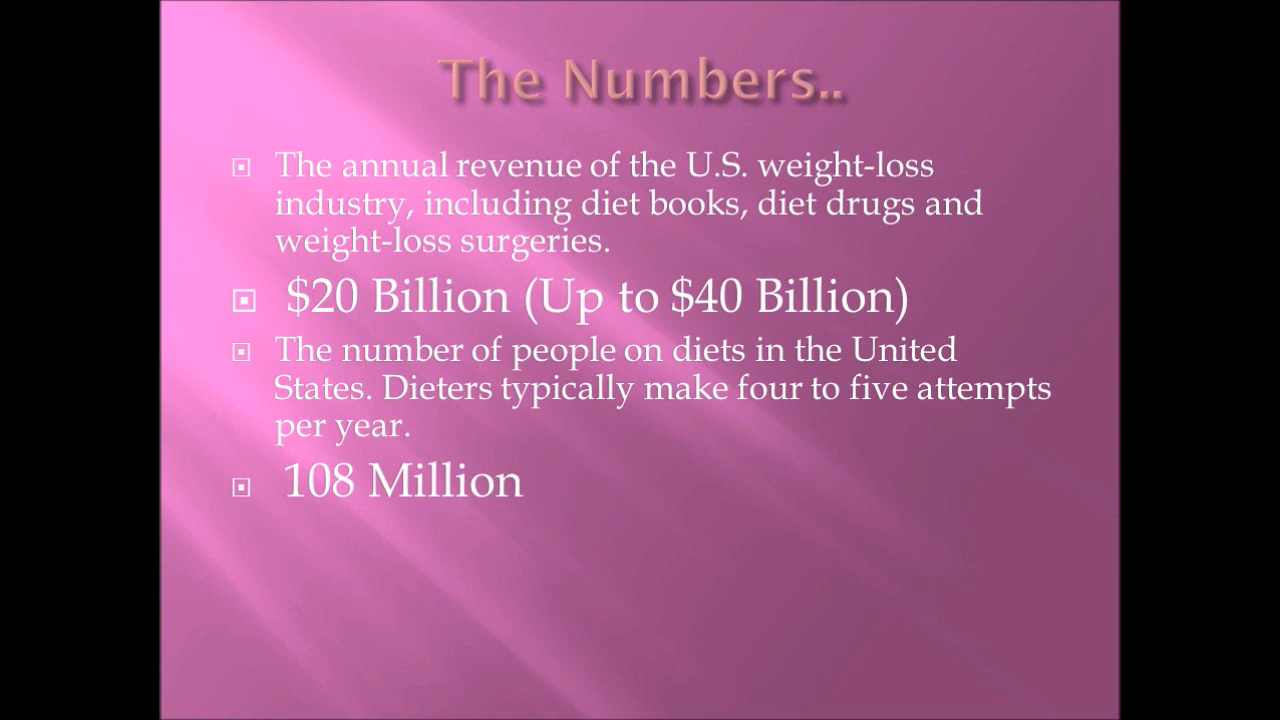 The Numbers..
The annual revenue of the U.S. weight-loss
industry, including diet books, diet drugs and
weight-loss surgeries.
$20 Billion (Up to $40 Billion)
The number of people on diets in the United
States. Dieters typically make four to five attempts
per year.
108 Million